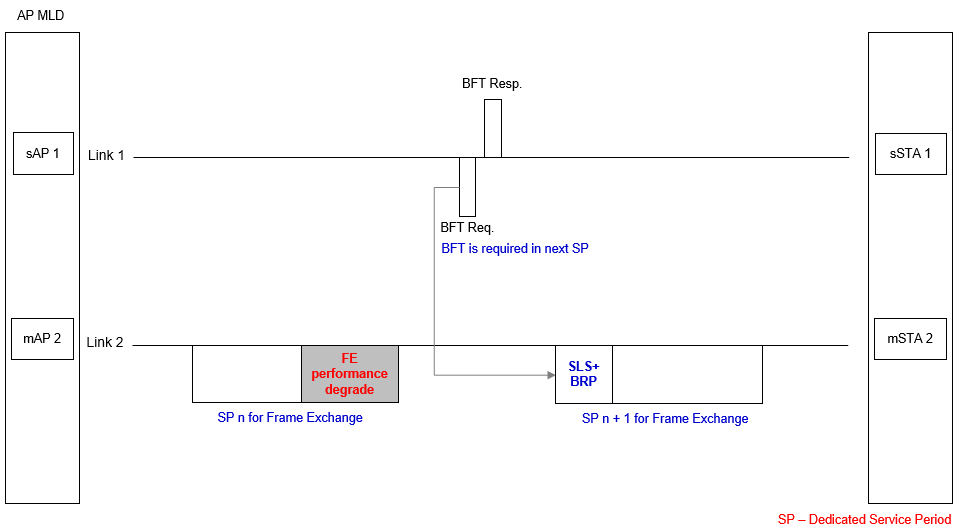 AP MLD
BFT Resp.
sAP 1
Link 1
sSTA 1
BFT Req.
BFT is required in next SP
mAP 2
Link 2
mSTA 2
FE
performance
degrade
SLS+
BRP
SP n for Frame Exchange
SP n + 1 for Frame Exchange
SP – Dedicated Service Period